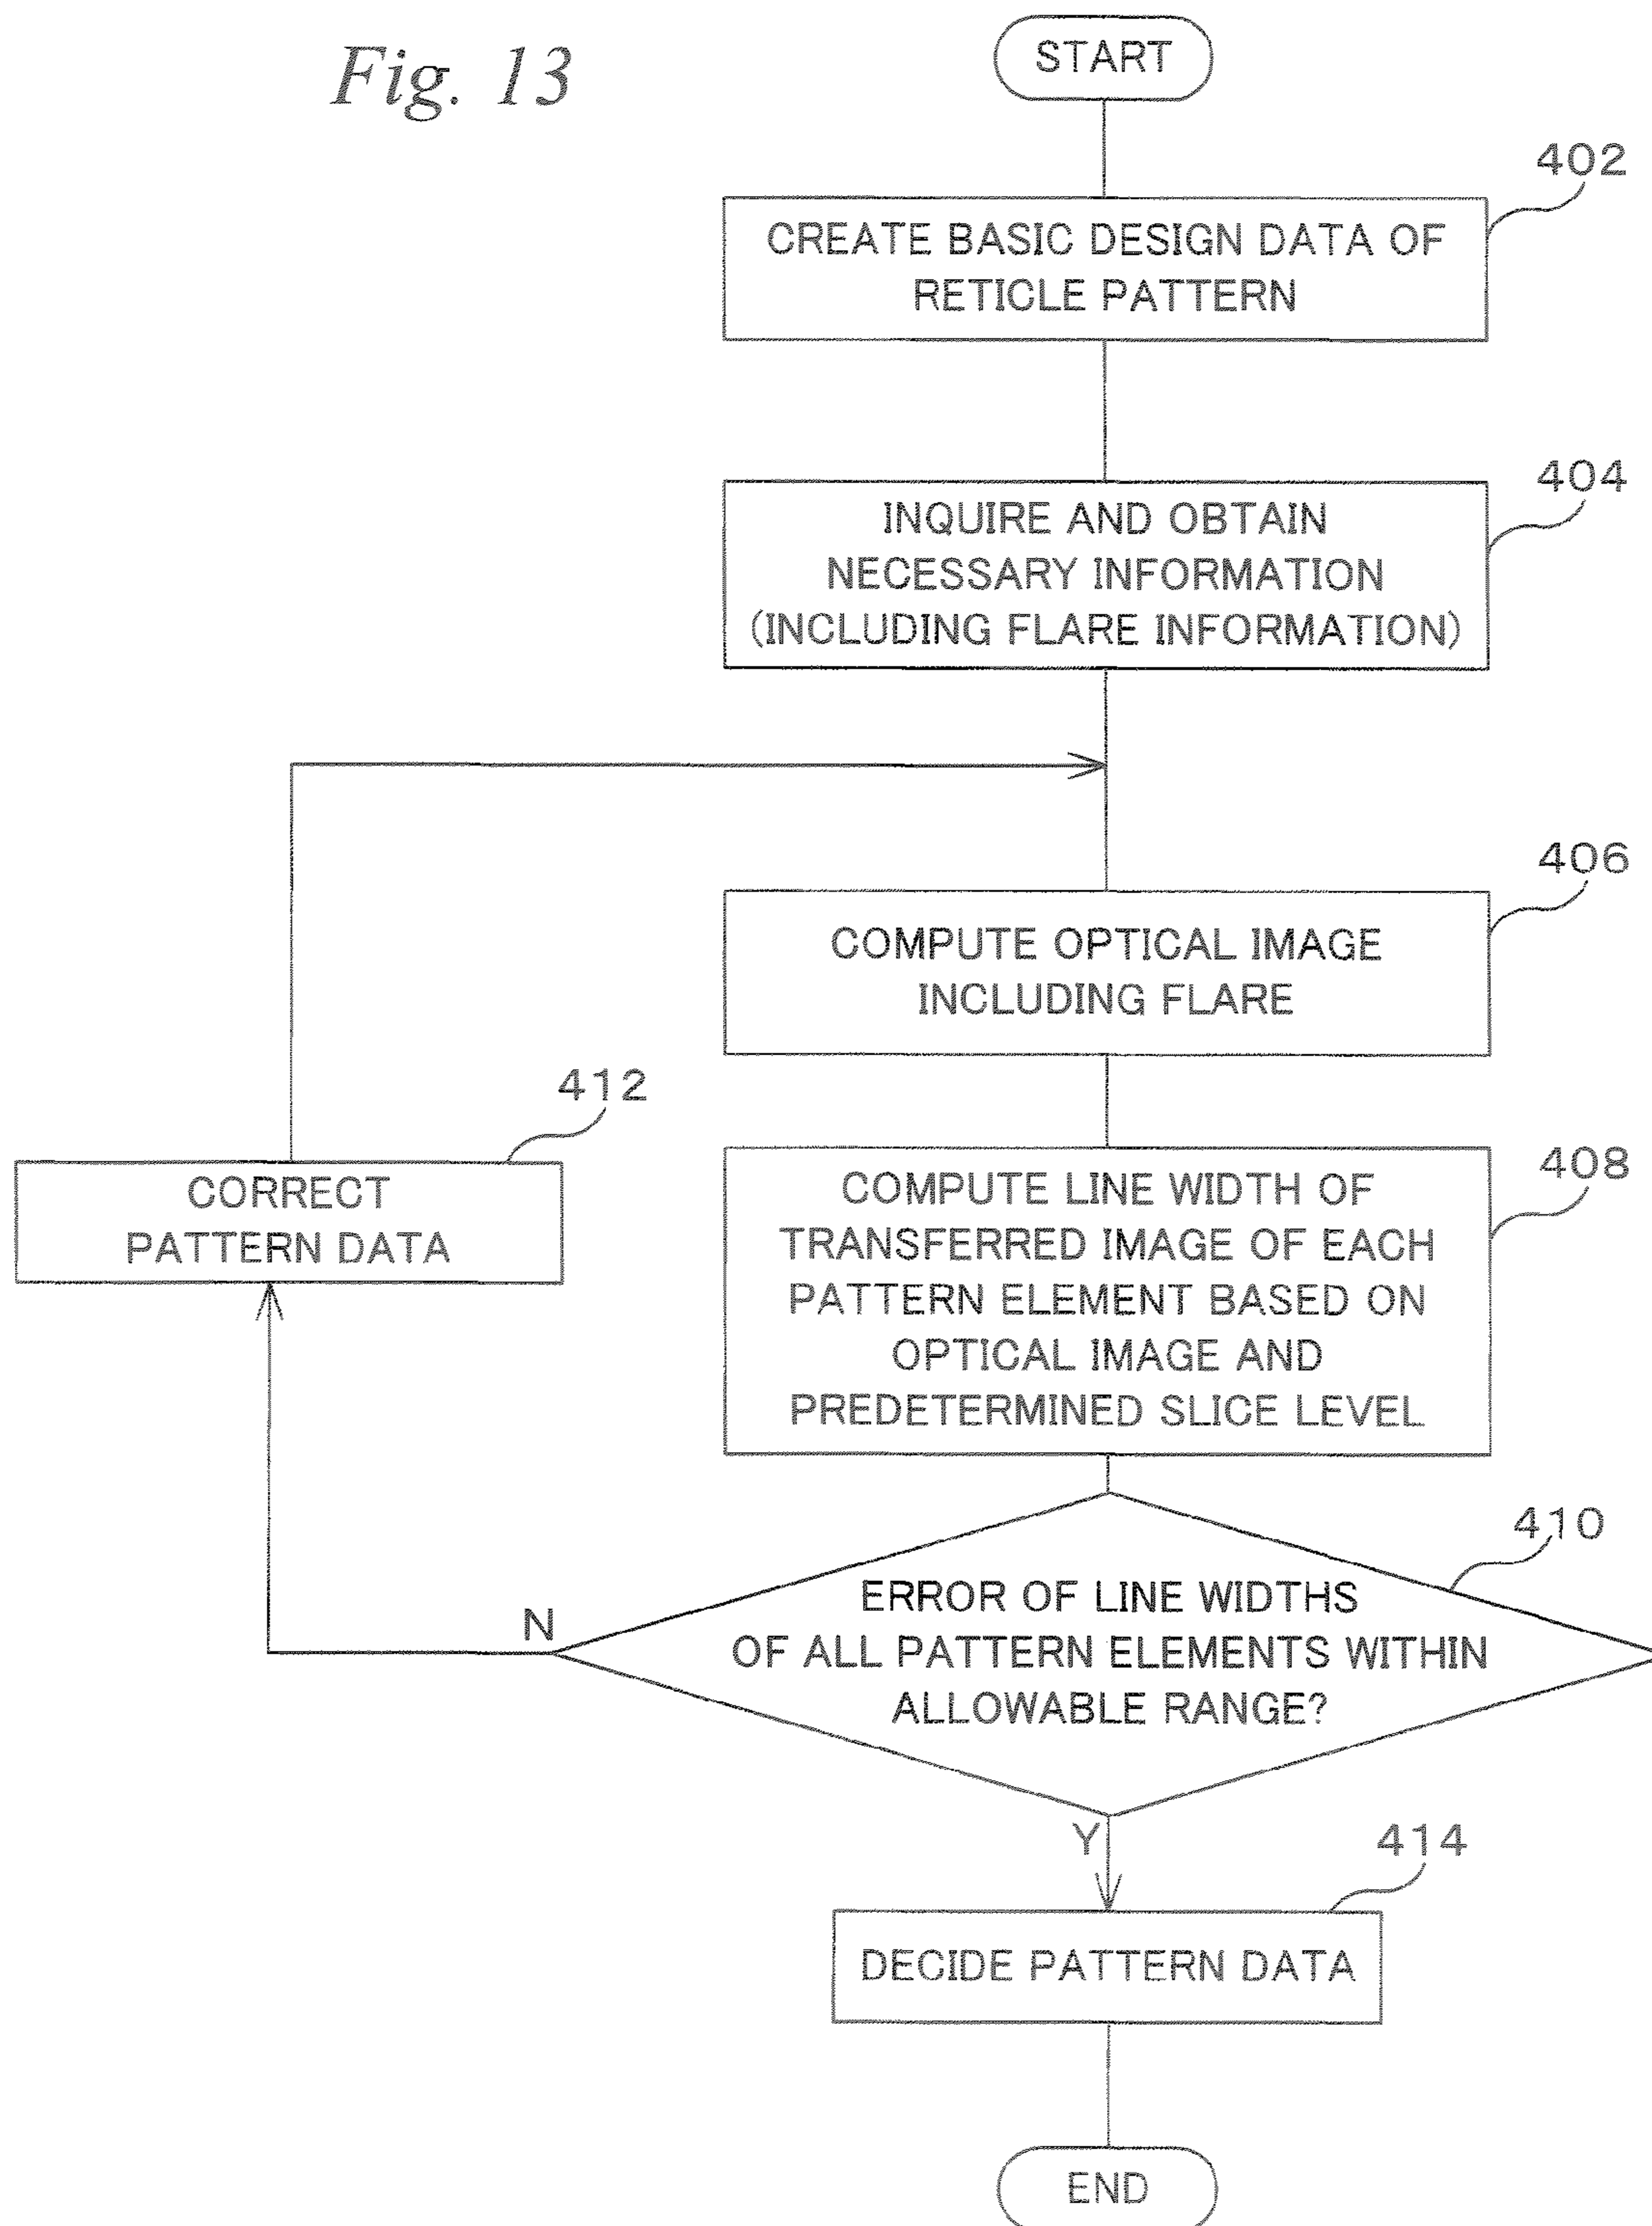 Fig. 13
START
402
CREATE BASIC DESIGN DATA OF
RETICLE PATTERN
404
INQUIRE AND OBTAIN
NECESSARY INFORMATION
(INCLUDING FLARE INFORMATION)
406
COMPUTE OPTICAL IMAGE
INCLUDING FLARE
412
CORRECT
PATTERN DATA
408
COMPUTE LINE WIDTH OF
TRANSFERRED IMAGE OF EACH
PATTERN ELEMENT BASED ON
OPTICAL IMAGE AND
PREDETERMINED SLICE LEVEL
410
ERROR OF LINE WIDTHS
OF ALL PATTERN ELEMENTS WITHIN
ALLOWABLE RANGE?
N
Y
414
DECIDE PATTERN DATA
END